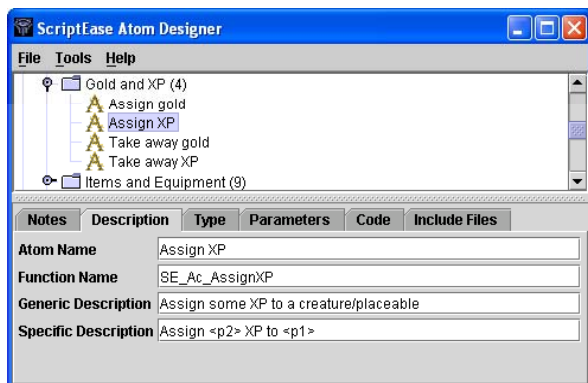 ScriptEase Atom Designer
File Tools Help
Gold and XP (4)
Assign gold
Assign XP
Take away gold
Take away XP
Items and Equipment (9)
Notes Description Type Parameters Code Include Files
Atom Name Assign XP
Function Name SE_Ac_AssignXP
Generic Description Assign some XP to a creature/placeable
Specific Description Assign <p2> XP to <p1>